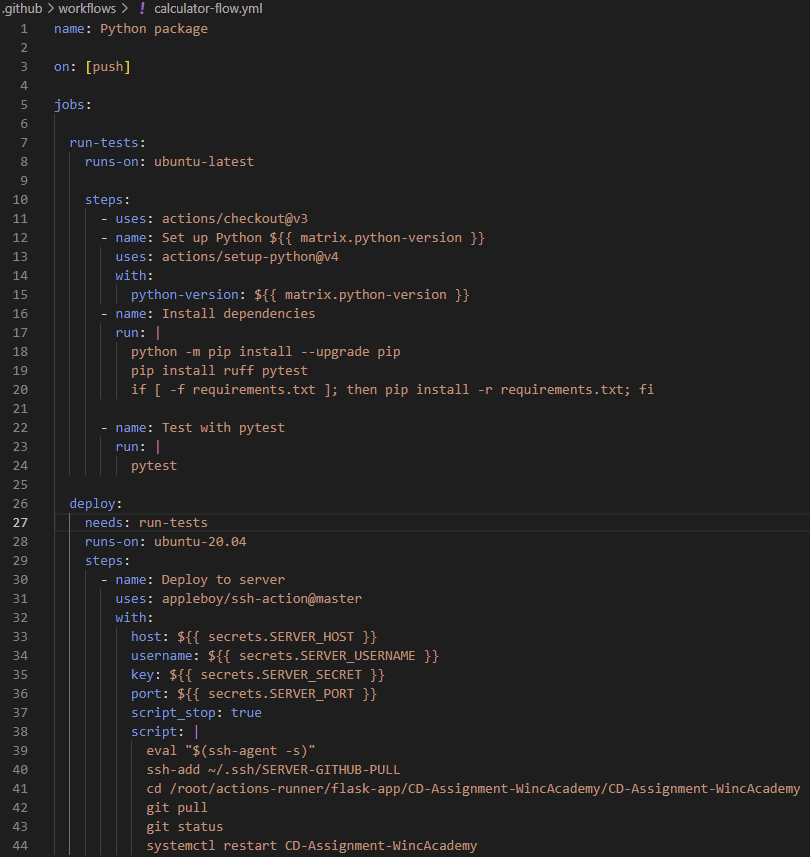 .github > workflows > ! calculator-flow.yml
1 name: Python package
2
3 on: [push]
4
5 jobs:
6
7   run-tests:
8     runs-on: ubuntu-latest
9
10     steps:
11       - uses: actions/checkout@v3
12       - name: Set up Python ${{ matrix.python-version }}
13         uses: actions/setup-python@v4
14         with:
15           python-version: ${{ matrix.python-version }}
16       - name: Install dependencies
17         run: |
18           python -m pip install --upgrade pip
19           pip install ruff pytest
20           if [ -f requirements.txt ]; then pip install -r requirements.txt; fi
21
22       - name: Test with pytest
23         run: |
24           pytest
25
26   deploy:
27     needs: run-tests
28     runs-on: ubuntu-20.04
29     steps:
30       - name: Deploy to server
31         uses: appleboy/ssh-action@master
32         with:
33           host: ${{ secrets.SERVER_HOST }}
34           username: ${{ secrets.SERVER_USERNAME }}
35           key: ${{ secrets.SERVER_SECRET }}
36           port: ${{ secrets.SERVER_PORT }}
37           script_stop: true
38           script: |
39             eval "$(ssh-agent -s)"
40             ssh-add ~/.ssh/SERVER-GITHUB-PULL
41             cd /root/actions-runner/flask-app/CD-Assignment-WincAcademy/CD-Assignment-WincAcademy
42             git pull
43             git status
44             systemctl restart CD-Assignment-WincAcademy